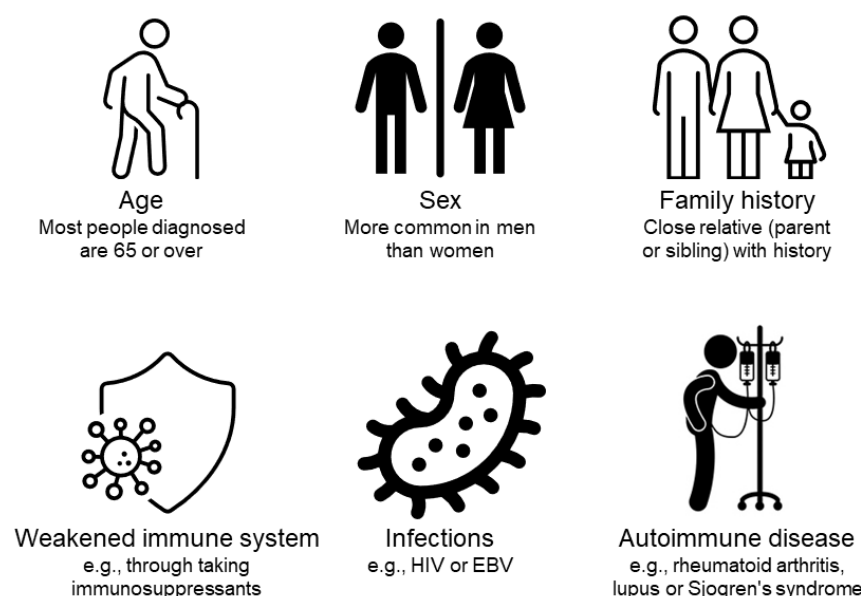 Age
Most people diagnosed
are 65 or over
Sex
More common in men
than women
Family history
Close relative (parent
or sibling) with history
Weakened immune system
e.g., through taking
immunosuppressants
Infections
e.g., HIV or EBV
Autoimmune disease
e.g., rheumatoid arthritis,
lupus or Sjogren's syndrome